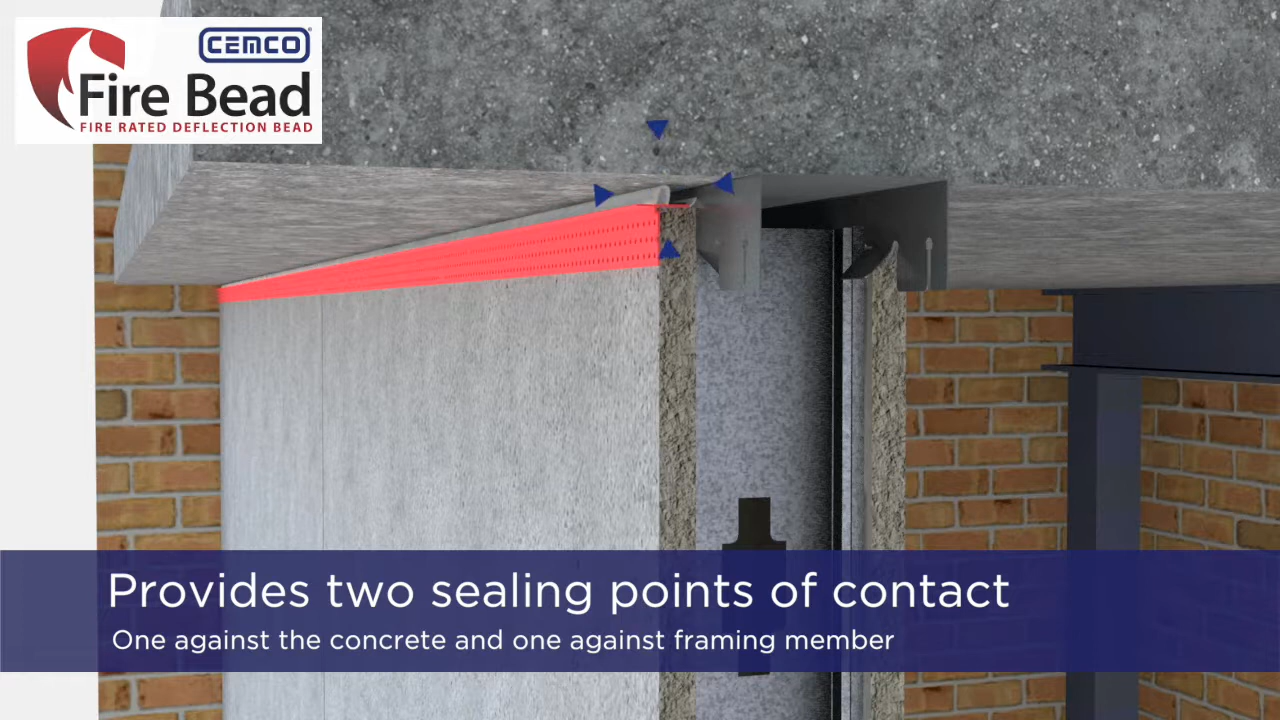 CEMCO
Fire Bead
FIRE RATED DEFLECTION BEAD
Provides two sealing points of contact
One against the concrete and one against framing member